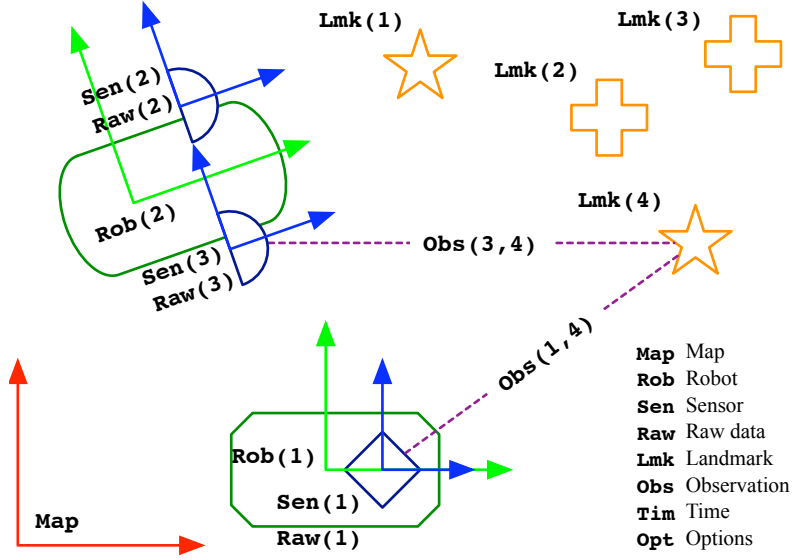 Lmk(1)
Lmk(3)
Lmk(2)
Sen(2)
Raw(2)
Lmk(4)
Rob(2)
Sen(3)
Raw(3)
Obs(3,4)
Obs(1,4)
Rob(1)
Sen(1)
Raw(1)
Map
Map Map
Rob Robot
Sen Sensor
Raw Raw data
Lmk Landmark
Obs Observation
Tim Time
Opt Options